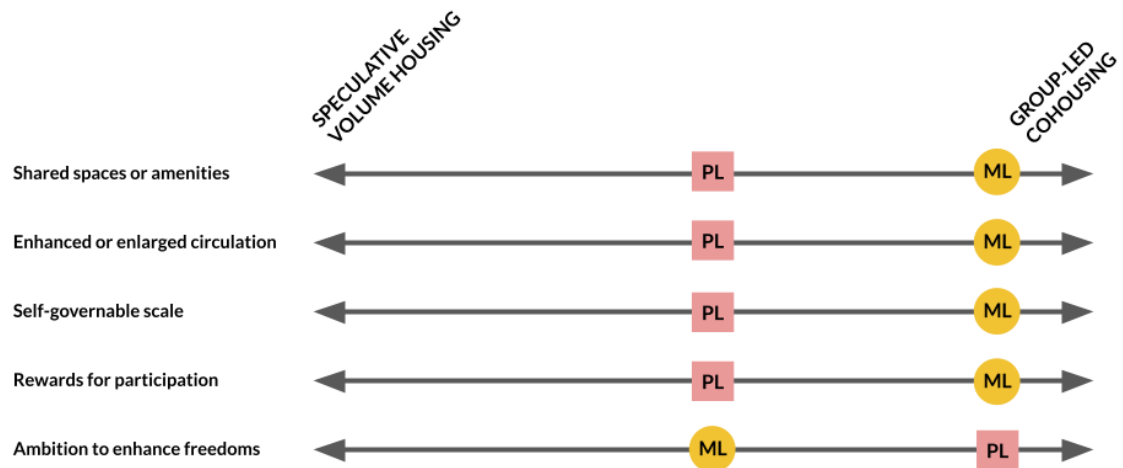 SPECULATIVE
VOLUME HOUSING
GROUP-LED
COHOUSING
Shared spaces or amenities
PL
ML
Enhanced or enlarged circulation
PL
ML
Self-governable scale
PL
ML
Rewards for participation
PL
ML
Ambition to enhance freedoms
ML
PL